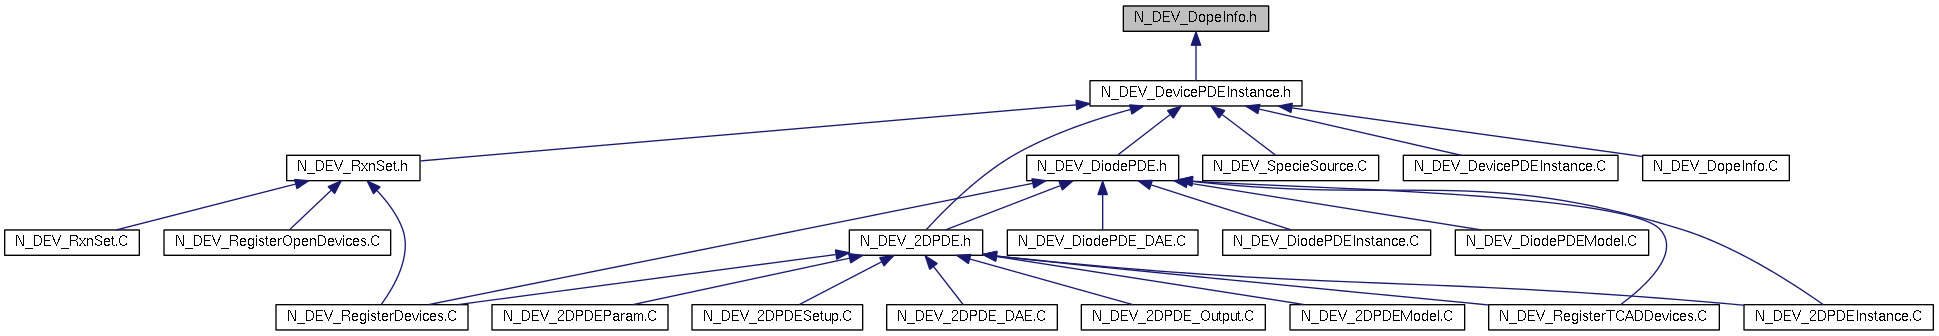 N_DEV_DopeInfo.h
N_DEV_DevicePDEInstance.h
N_DEV_RxnSet.h
N_DEV_DiodePDE.h
N_DEV_SpecieSource.C
N_DEV_DevicePDEInstance.C
N_DEV_DopeInfo.C
N_DEV_RxnSet.C
N_DEV_RegisterOpenDevices.C
N_DEV_2DPDE.h
N_DEV_DiodePDE_DAE.C
N_DEV_DiodePDEInstance.C
N_DEV_DiodePDEModel.C
N_DEV_RegisterDevices.C
N_DEV_2DPDEParam.C
N_DEV_2DPDESetup.C
N_DEV_2DPDE_DAE.C
N_DEV_2DPDE_Output.C
N_DEV_2DPDEModel.C
N_DEV_RegisterTCADDevices.C
N_DEV_2DPDEInstance.C